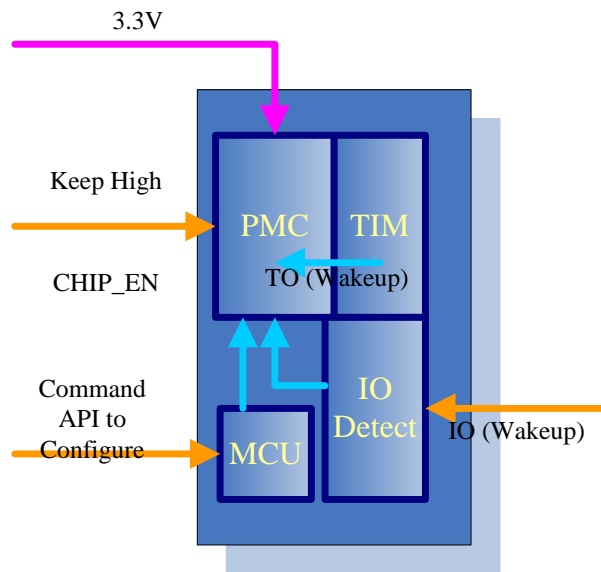 3.3V
Keep High
PMC
TIM
TO (Wakeup)
CHIP_EN
Command
API to
Configure
IO
Detect
IO (Wakeup)
MCU